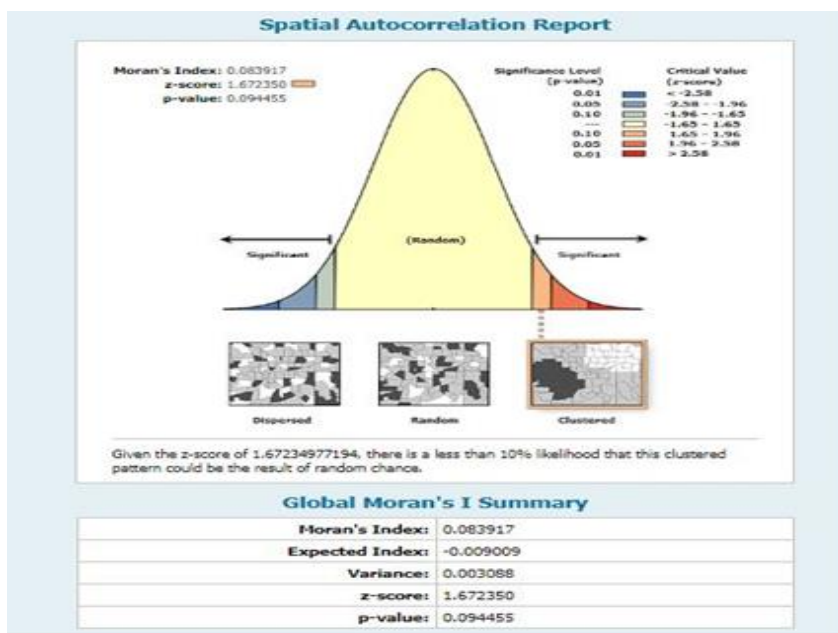 Spatial Autocorrelation Report
Moran's Index: 0.083917
z-score: 1.672350
p-value: 0.094455
Significance Level
(p-value)
Critical Value
(z-score)
0.01 < -2.58
0.05 -2.58 - -1.96
0.10 -1.96 - -1.65
--- -1.65 - 1.65
0.10 1.65 - 1.96
0.05 1.96 - 2.58
0.01 > 2.58
(Random)
Significant Significant
Dispersed Random Clustered
Given the z-score of 1.67234977194, there is a less than 10% likelihood that this clustered
pattern could be the result of random chance.
Global Moran's I Summary
Moran's Index: 0.083917
Expected Index: -0.009009
Variance: 0.003088
z-score: 1.672350
p-value: 0.094455